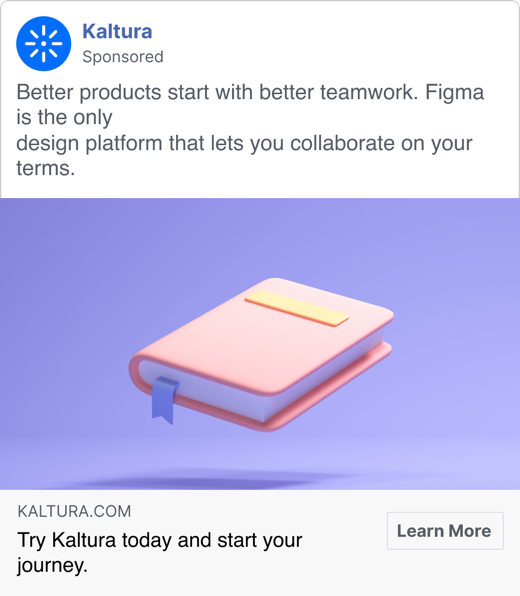 Kaltura
Sponsored
Better products start with better teamwork. Figma
is the only
design platform that lets you collaborate on your
terms.
KALTURA.COM
Try Kaltura today and start your
journey.
Learn More